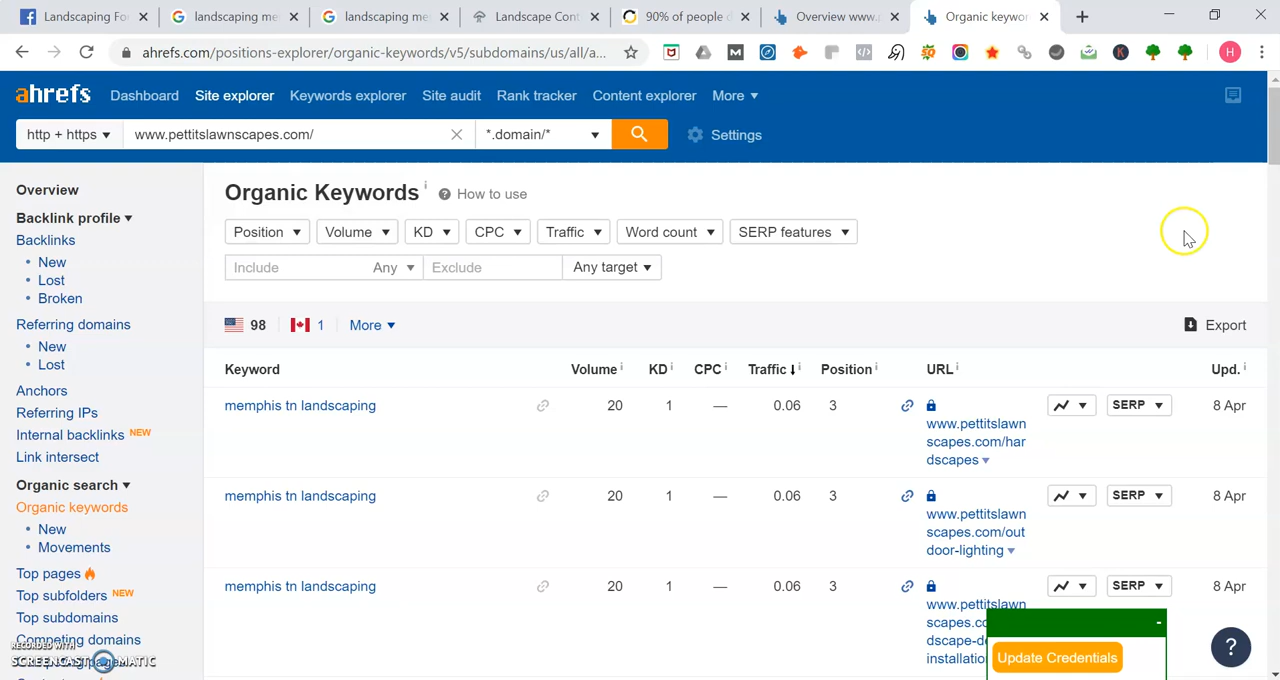 Landscaping Fo
landscaping me
landscaping me
Landscape Cont
90% of people d
Overview www.p
Organic keywor
ahrefs.com/positions-explorer/organic-keywords/v5/subdomains/us/all/a...
H
ahrefs
Dashboard
Site explorer
Keywords explorer
Site audit
Rank tracker
Content explorer
More
http + https
www.pettitslawnscapes.com/
*.domain/*
Settings
Overview
Backlink profile
Backlinks
New
Lost
Broken
Referring domains
New
Lost
Anchors
Referring IPs
Internal backlinks NEW
Link intersect
Organic search
Organic keywords
New
Movements
Top pages
Top subfolders NEW
Top subdomains
Competing domains
RECORDED WITH
SCREENCAST MATIC
Organic Keywords i
? How to use
Position
Volume
KD
CPC
Traffic
Word count
SERP features
Include
Any
Exclude
Any target
98
1
More
Export
Keyword Volume i KD i CPC i Traffic i Position i URL i Upd. i
memphis tn landscaping 20 1 — 0.06 3 SERP 8 Apr
www.pettitslawn
scapes.com/har
dscapes
memphis tn landscaping 20 1 — 0.06 3 SERP 8 Apr
www.pettitslawn
scapes.com/out
door-lighting
memphis tn landscaping 20 1 — 0.06 3 SERP 8 Apr
www.pettitslawn
scapes.c
dscape-d
installatio
-
Update Credentials
?